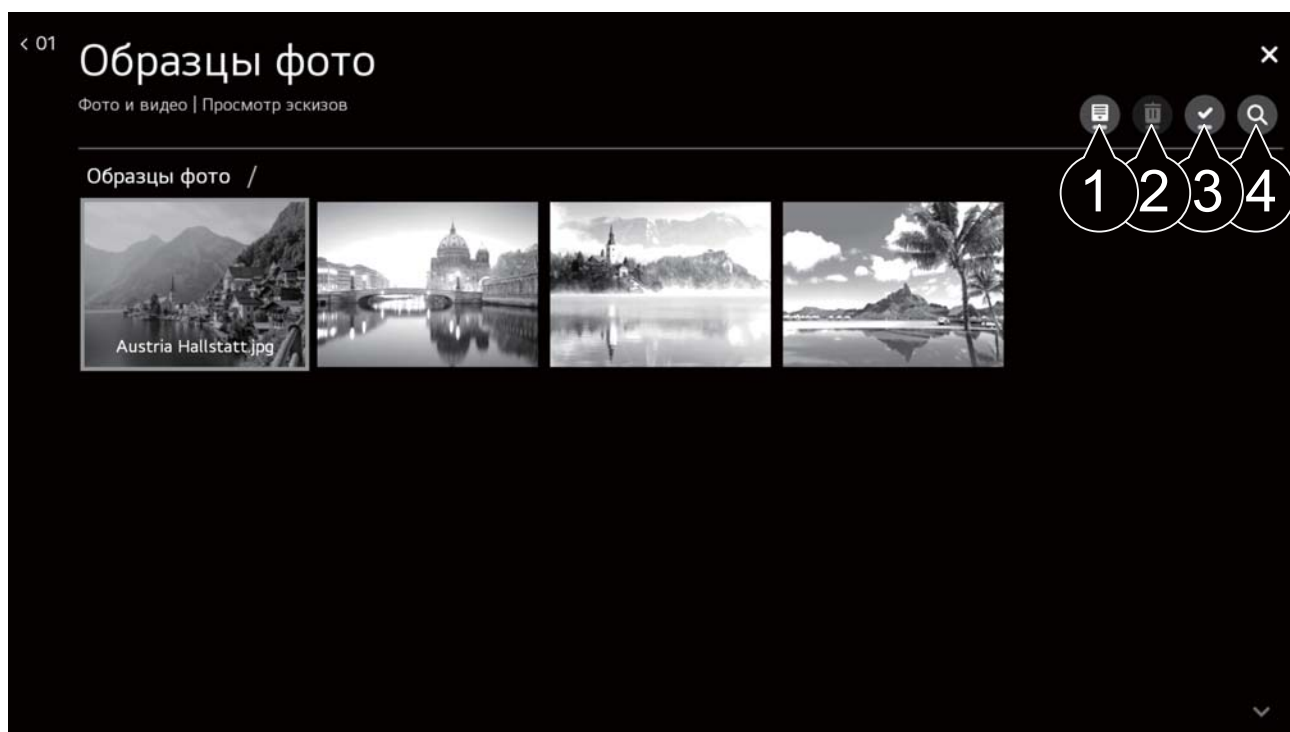 < 01
Образцы фото
Фото и видео | Просмотр эскизов
1 2 3 4
Образцы фото /
Austria Hallstatt.jpg